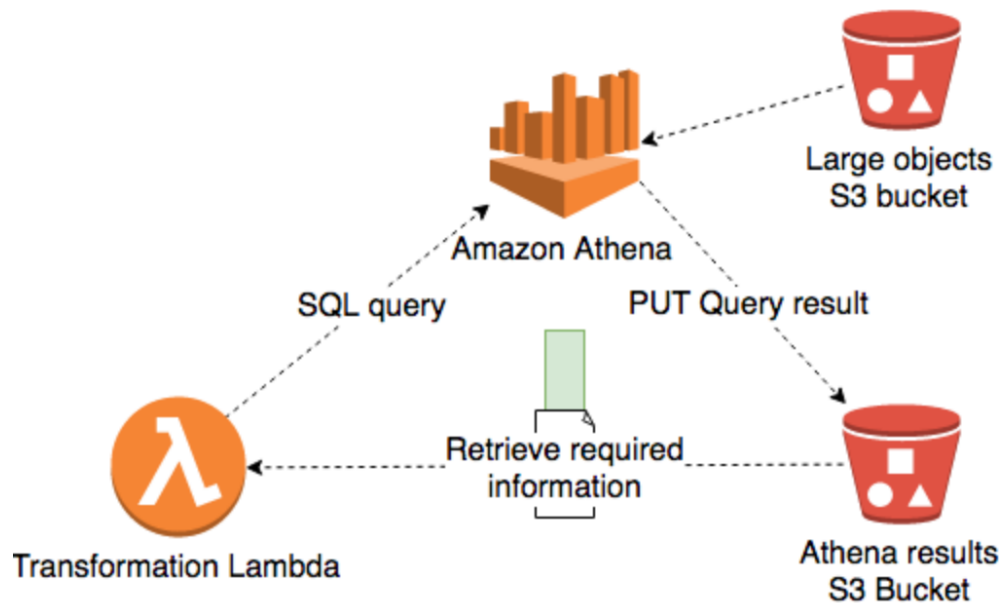 Large objects
S3 bucket
Amazon Athena
SQL query
PUT Query result
Retrieve required
information
Transformation Lambda
Athena results
S3 Bucket